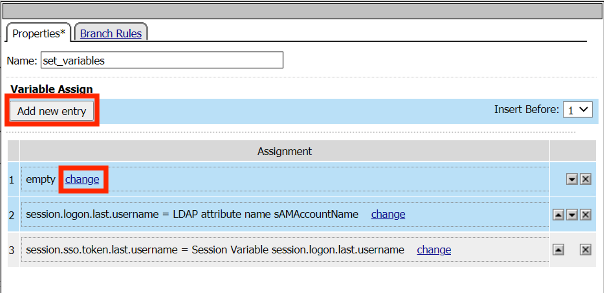 Properties* Branch Rules
Name: set_variables
Variable Assign
Add new entry Insert Before: 1
Assignment
1 empty change
2 session.logon.last.username = LDAP attribute name sAMAccountName change
3 session.sso.token.last.username = Session Variable session.logon.last.username change